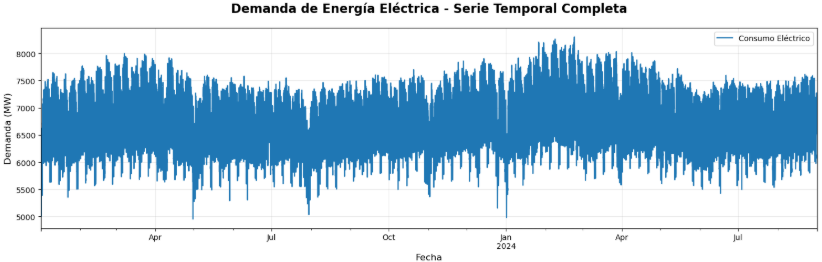 Demanda de Energía Eléctrica - Serie Temporal Completa
Consumo Eléctrico
Demanda (MW)
8000
7500
7000
6500
6000
5500
5000
Apr
Jul
Oct
Jan
2024
Apr
Jul
Fecha